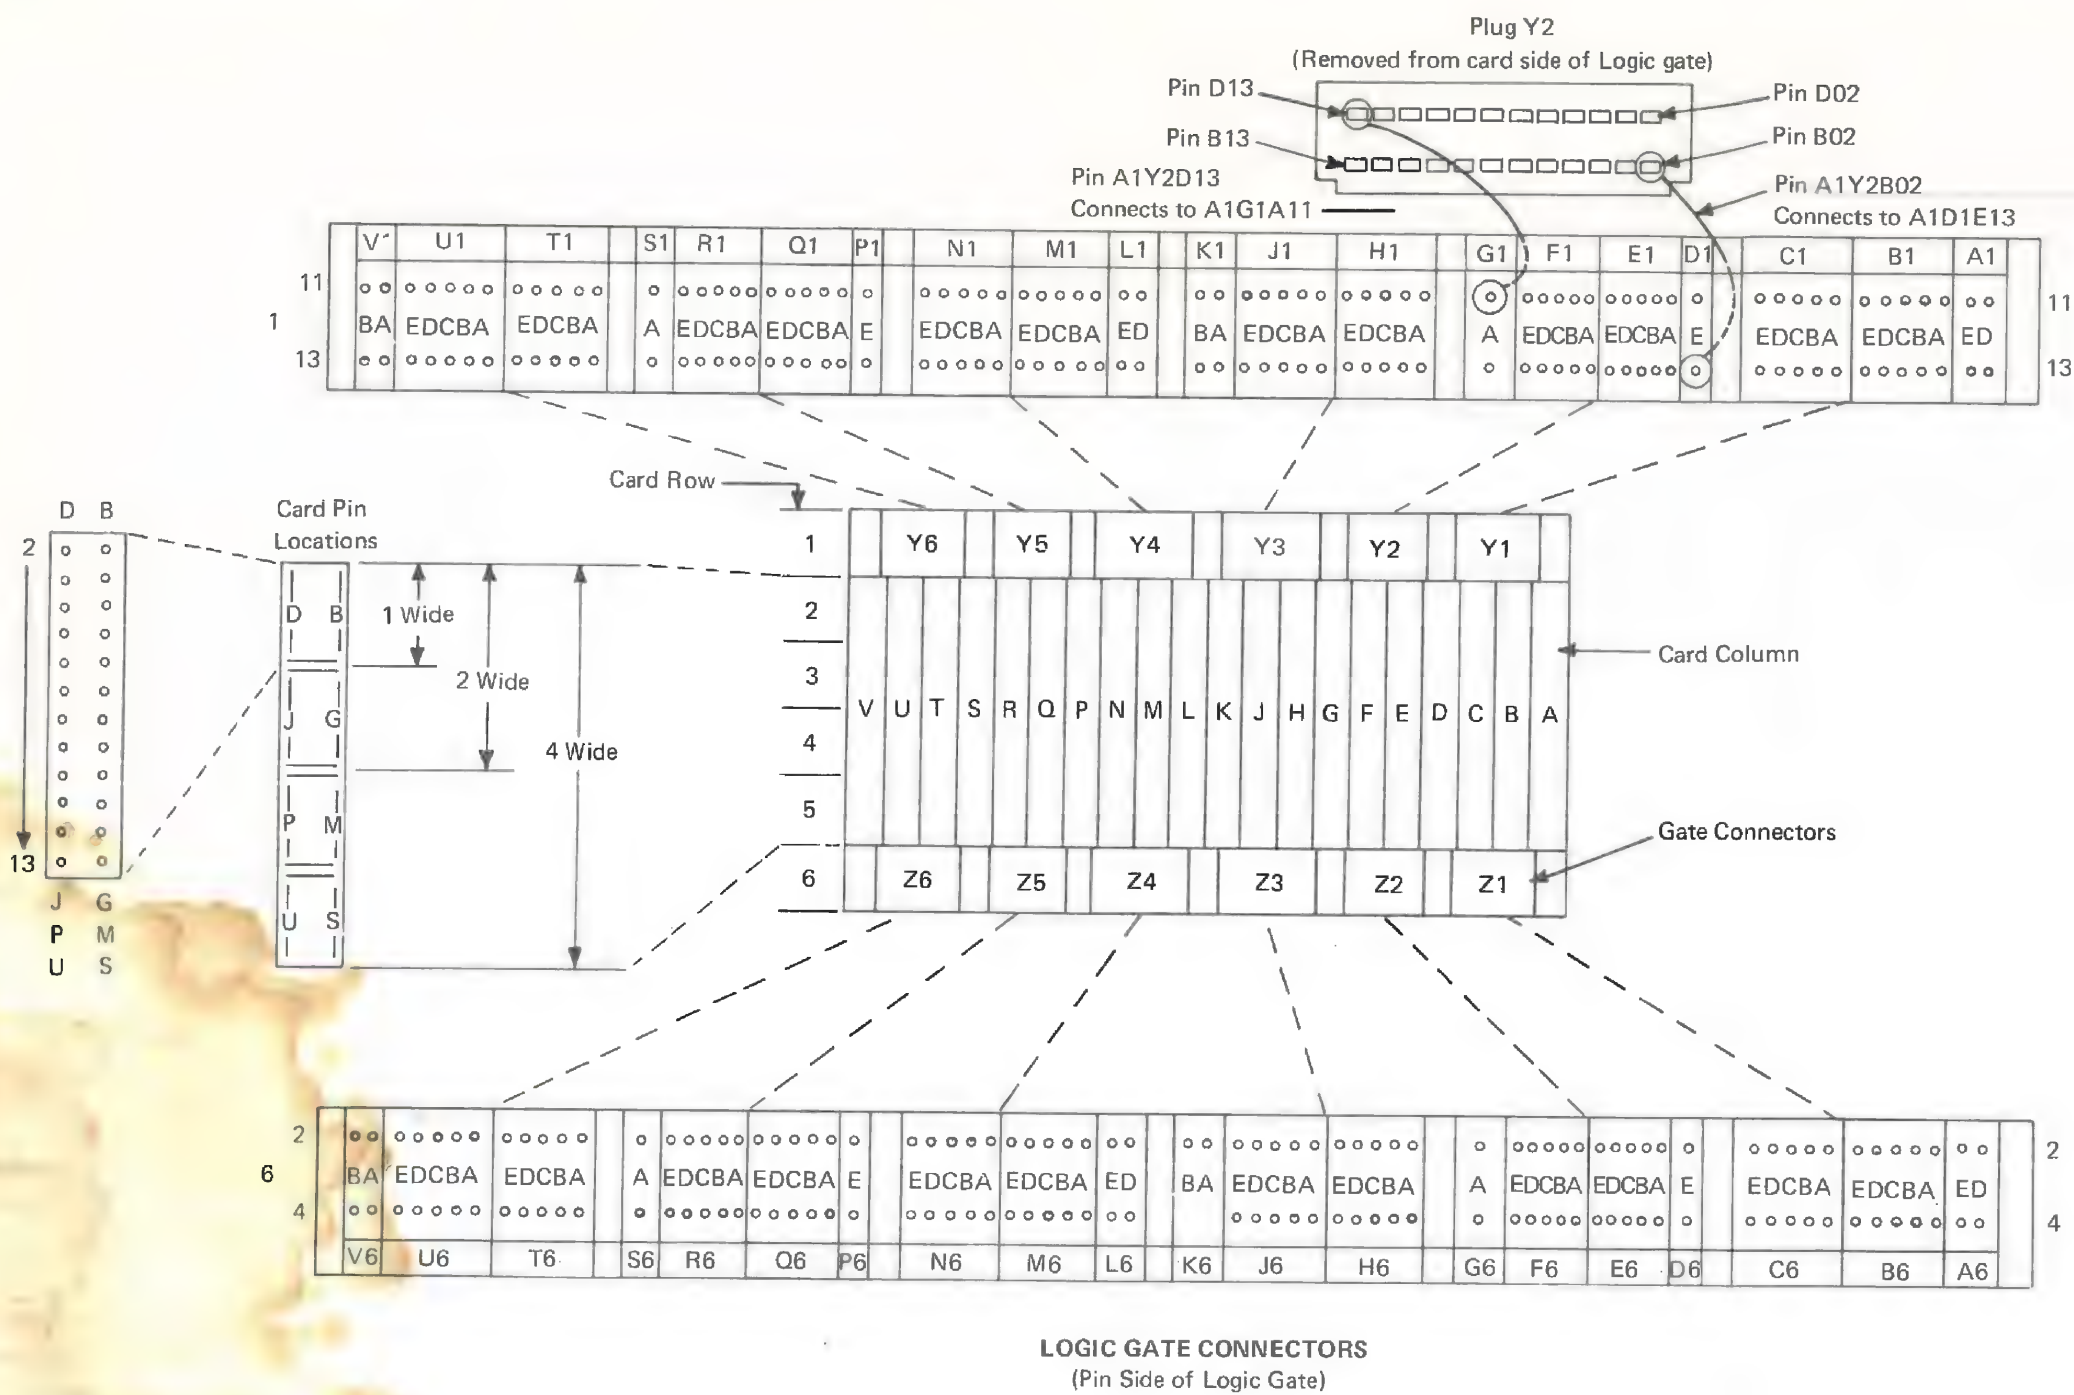 Plug Y2
(Removed from card side of Logic gate)
Pin D13
Pin D02
Pin B13
Pin B02
Pin A1Y2D13
Connects to A1G1A11
Pin A1Y2B02
Connects to A1D1E13
U1 T1 S1 R1 Q1 P1 N1 M1 L1 K1 J1 H1 G1 F1 E1 D1 C1 B1 A1
11 11
1 BA EDCBA EDCBA A EDCBA EDCBA E EDCBA EDCBA ED BA EDCBA EDCBA A EDCBA EDCBA E EDCBA EDCBA ED
13 13
Card Row
D B
2
13
J G
P M
U S
Card Pin
Locations
D B
J G
P M
U S
1 Wide
2 Wide
4 Wide
1 Y6 Y5 Y4 Y3 Y2 Y1
2
3
V U T S R Q P N M L K J H G F E D C B A
4
5
6 Z6 Z5 Z4 Z3 Z2 Z1
Card Column
Gate Connectors
2 2
6 BA EDCBA EDCBA A EDCBA EDCBA E EDCBA EDCBA ED BA EDCBA EDCBA A EDCBA EDCBA E EDCBA EDCBA ED
4 4
V6 U6 T6 S6 R6 Q6 P6 N6 M6 L6 K6 J6 H6 G6 F6 E6 D6 C6 B6 A6
LOGIC GATE CONNECTORS
(Pin Side of Logic Gate)